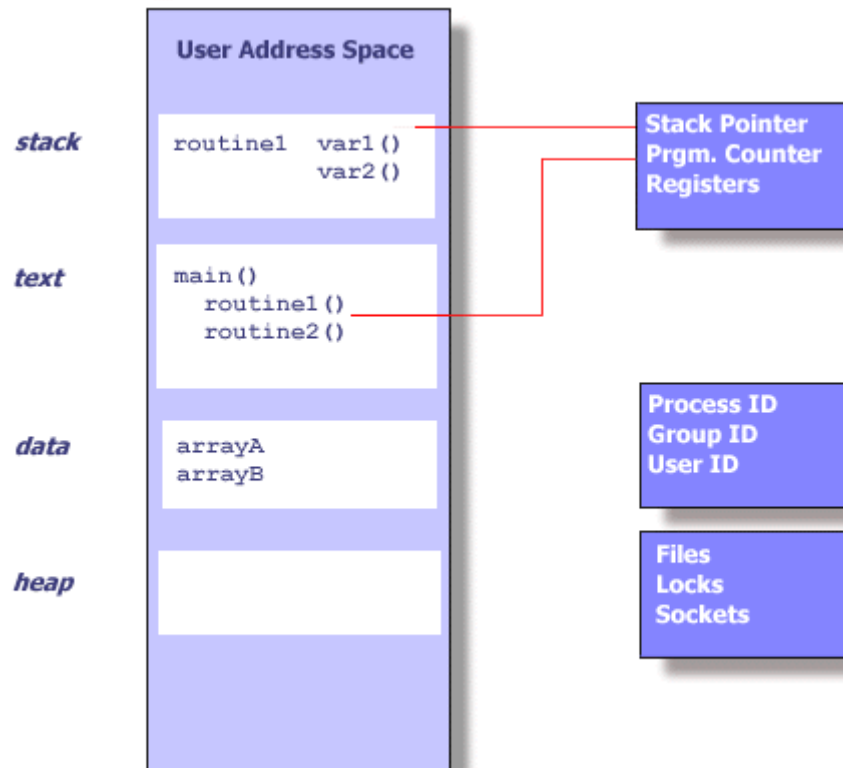 User Address Space
stack
routine1 var1()
var2()
text
main()
routine1()
routine2()
data
arrayA
arrayB
heap
Stack Pointer
Prgm. Counter
Registers
Process ID
Group ID
User ID
Files
Locks
Sockets